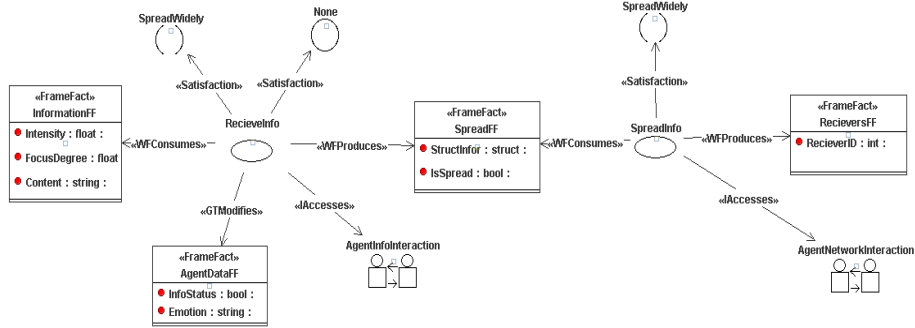 SpreadWidely
None
SpreadWidely
«Satisfaction»
«Satisfaction»
«Satisfaction»
«FrameFact»
InformationFF
Intensity : float :
FocusDegree : float
Content : string :
RecieveInfo
«WFConsumes»
«WFProduces»
«FrameFact»
SpreadFF
StructInfor : struct :
IsSpread : bool :
SpreadInfo
«WFConsumes»
«WFProduces»
«FrameFact»
RecieversFF
RecieverID : int :
«GTModifies»
«IAccesses»
«IAccesses»
«FrameFact»
AgentDataFF
InfoStatus : bool :
Emotion : string :
AgentInfoInteraction
AgentNetworkInteraction